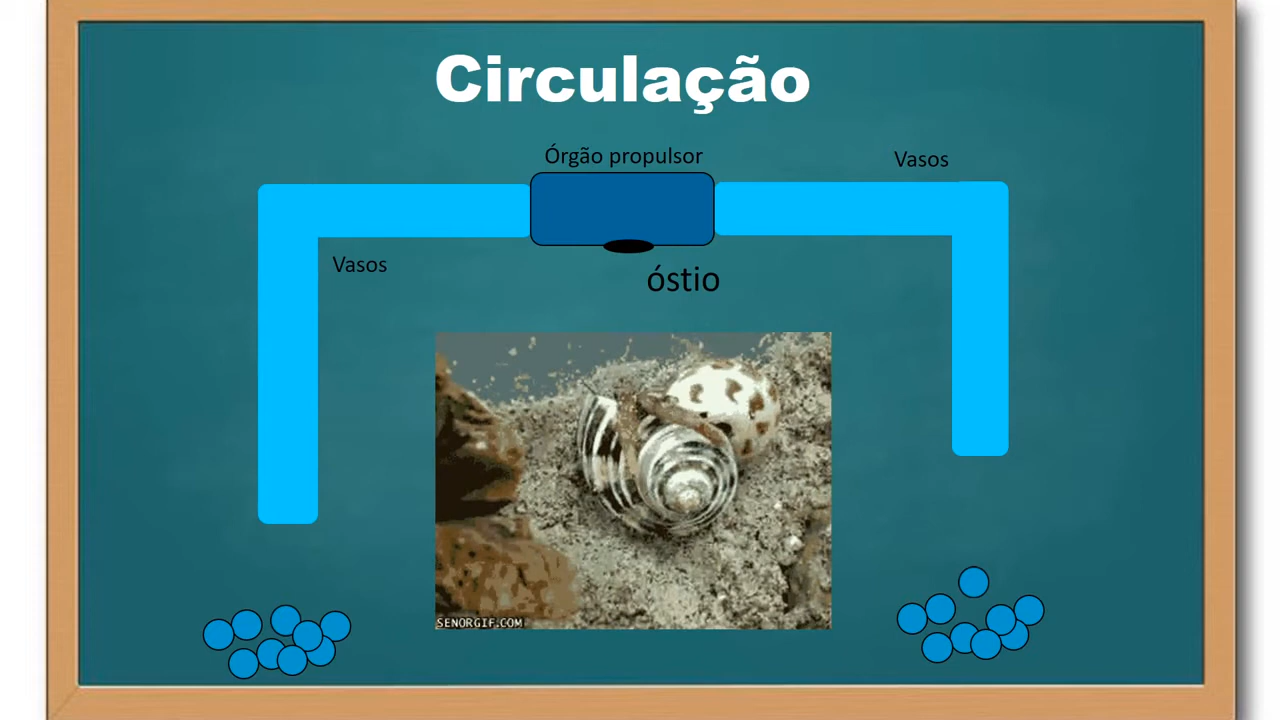 Circulação
Órgão propulsor
Vasos
Vasos
óstio
SENORGIF.COM